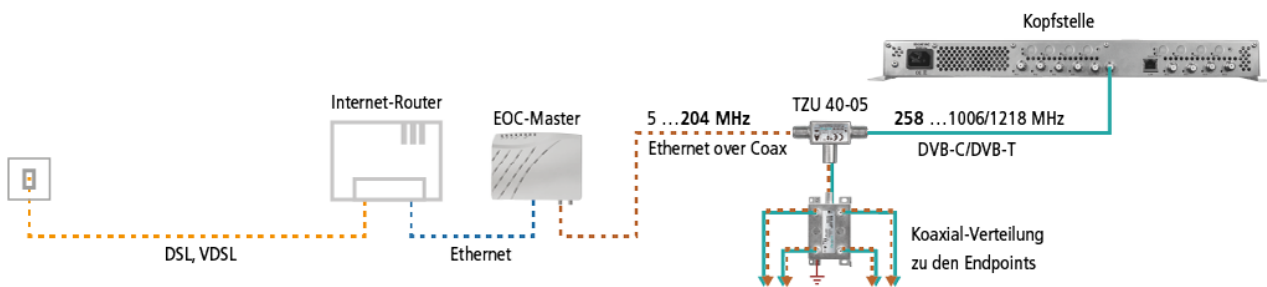 Kopfstelle
Internet-Router
EOC-Master
5 ...204 MHz
Ethernet over Coax
TZU 40-05
258 ...1006/1218 MHz
DVB-C/DVB-T
DSL, VDSL
Ethernet
Koaxial-Verteilung
zu den Endpoints